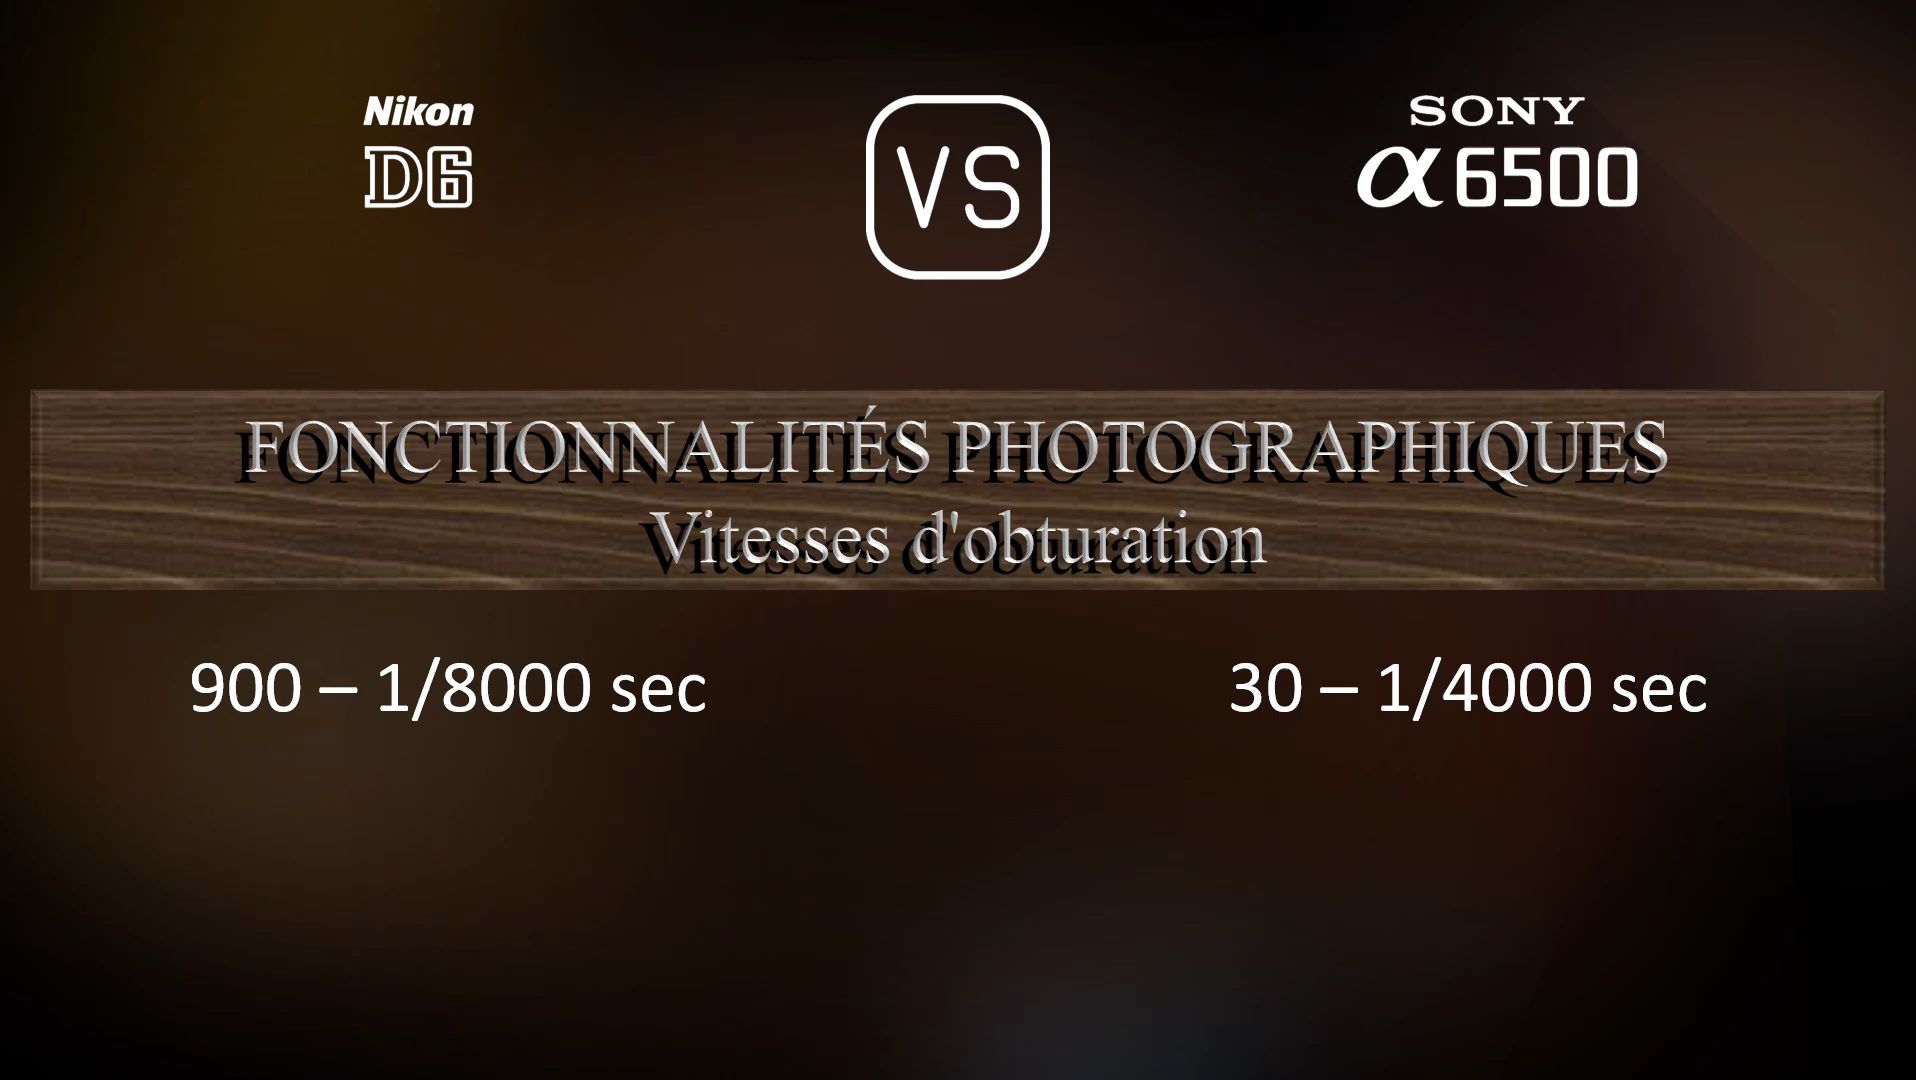 Nikon
D6
VS
SONY
α6500
FONCTIONNALITÉS PHOTOGRAPHIQUES
Vitesses d'obturation
900 – 1/8000 sec
30 – 1/4000 sec